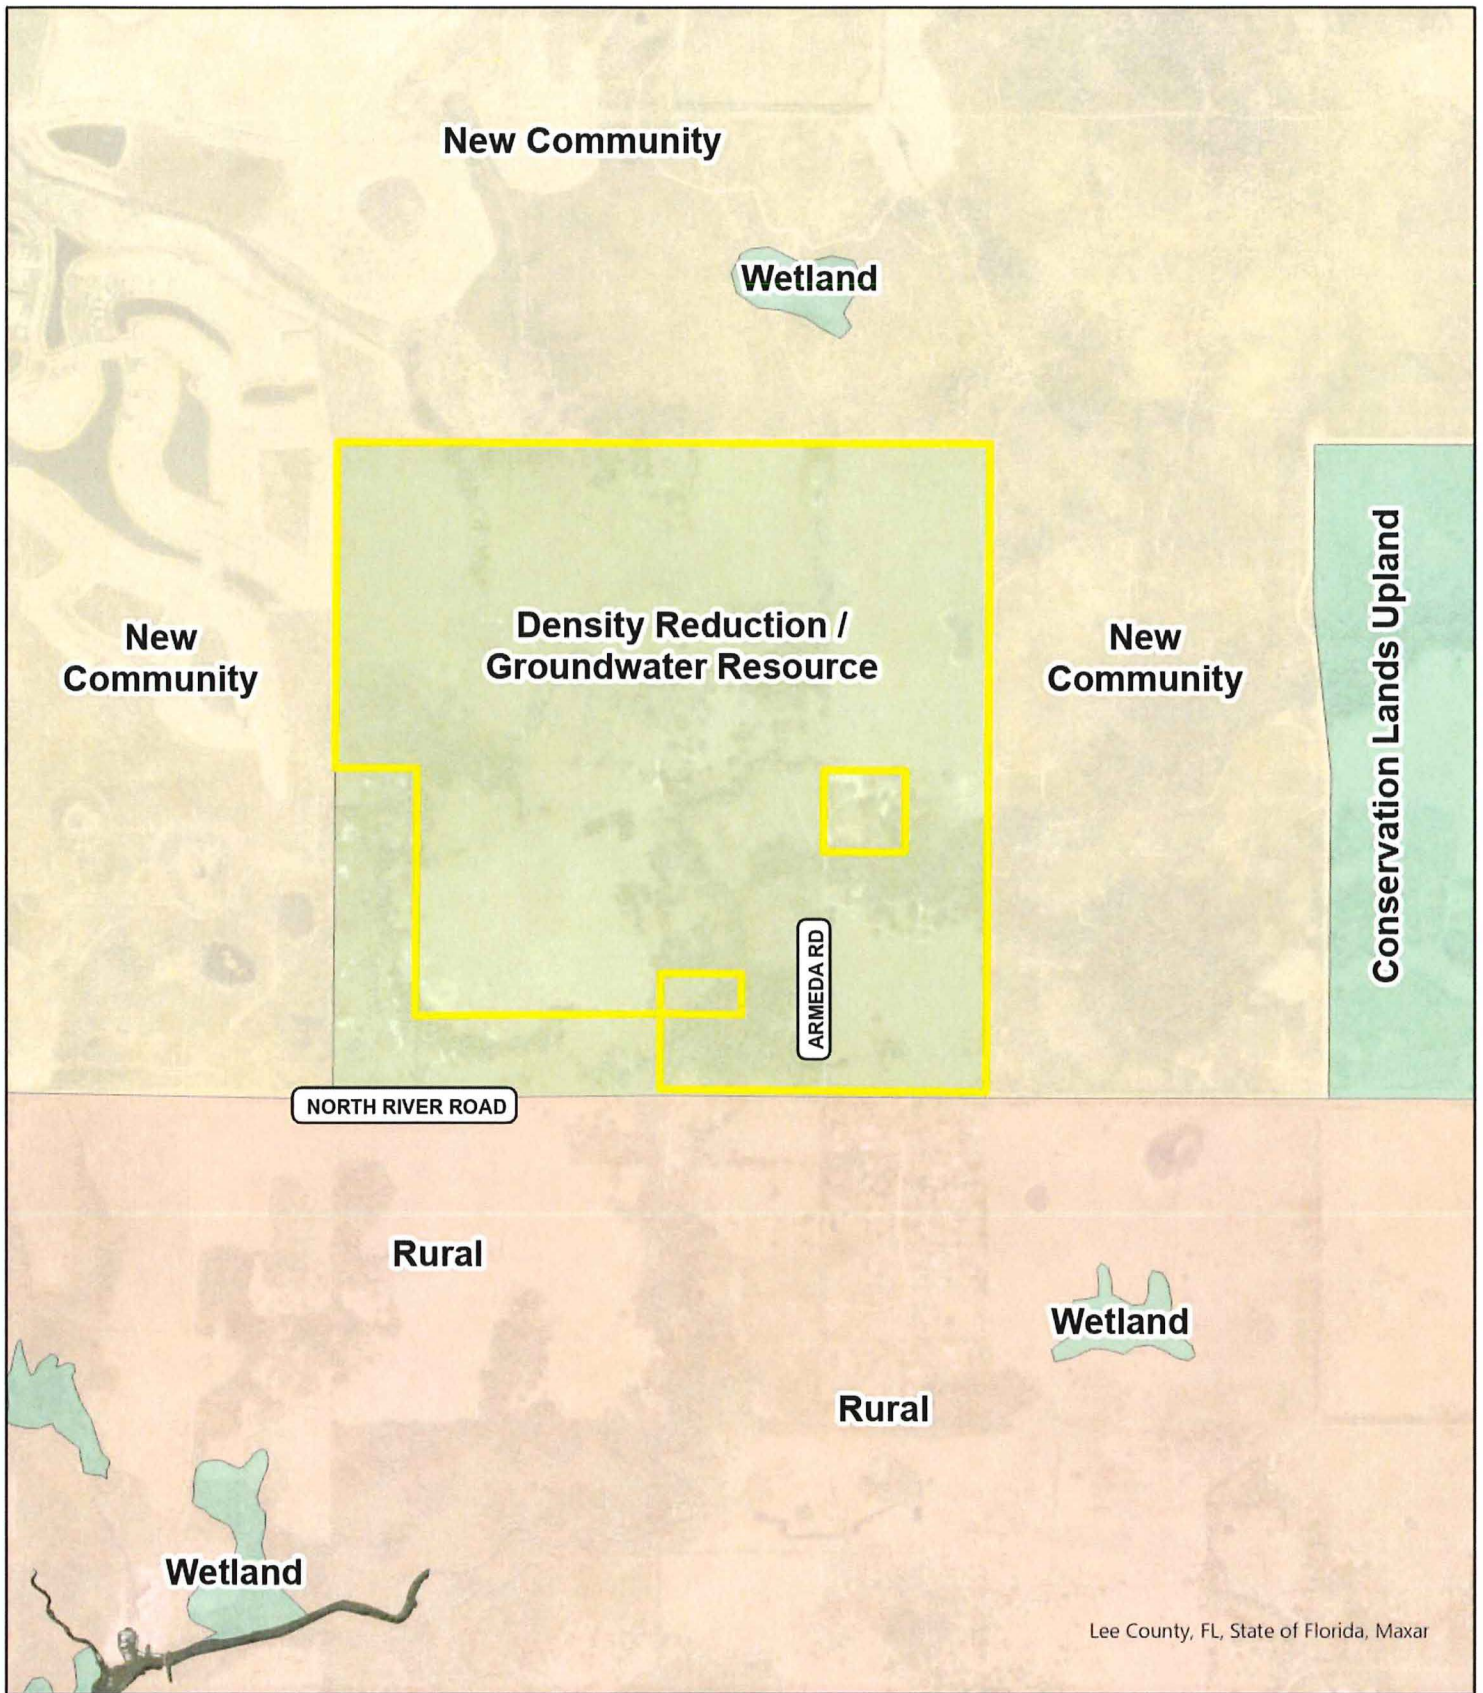 New Community
Wetland
New
Community
Density Reduction /
Groundwater Resource
New
Community
Conservation Lands Upland
ARMEDA RD
NORTH RIVER ROAD
Rural
Wetland
Rural
Wetland
Lee County, FL, State of Florida, Maxar